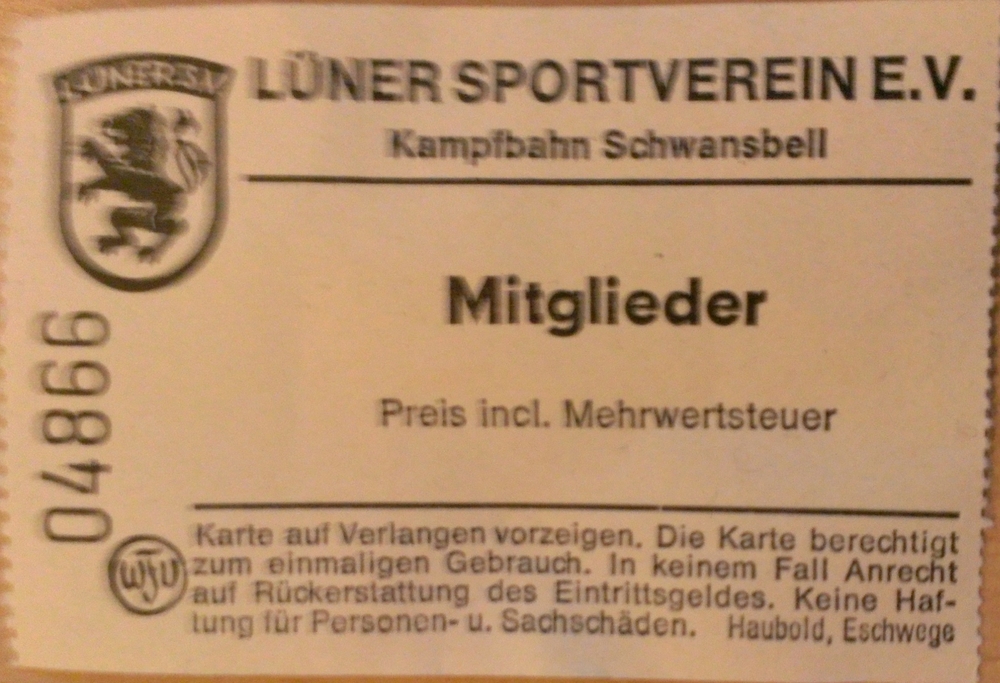 LÜNER SV
LÜNER SPORTVEREIN E.V.
Kampfbahn Schwansbell
Mitglieder
Preis incl. Mehrwertsteuer
04866
WFV
Karte auf Verlangen vorzeigen. Die Karte berechtigt
zum einmaligen Gebrauch. In keinem Fall Anrecht
auf Rückerstattung des Eintrittsgeldes. Keine Haf-
tung für Personen- u. Sachschäden. Haubold, Eschwege